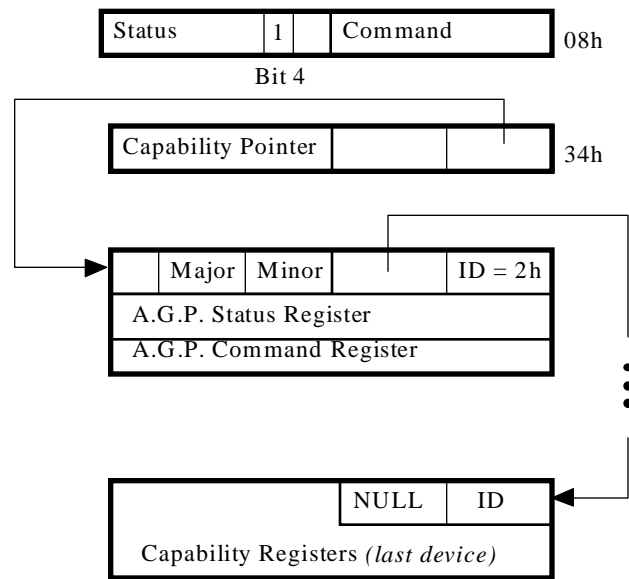 Status 1 Command 08h
Bit 4
Capability Pointer 34h
Major Minor ID = 2h
A.G.P. Status Register
A.G.P. Command Register
NULL ID
Capability Registers (last device)